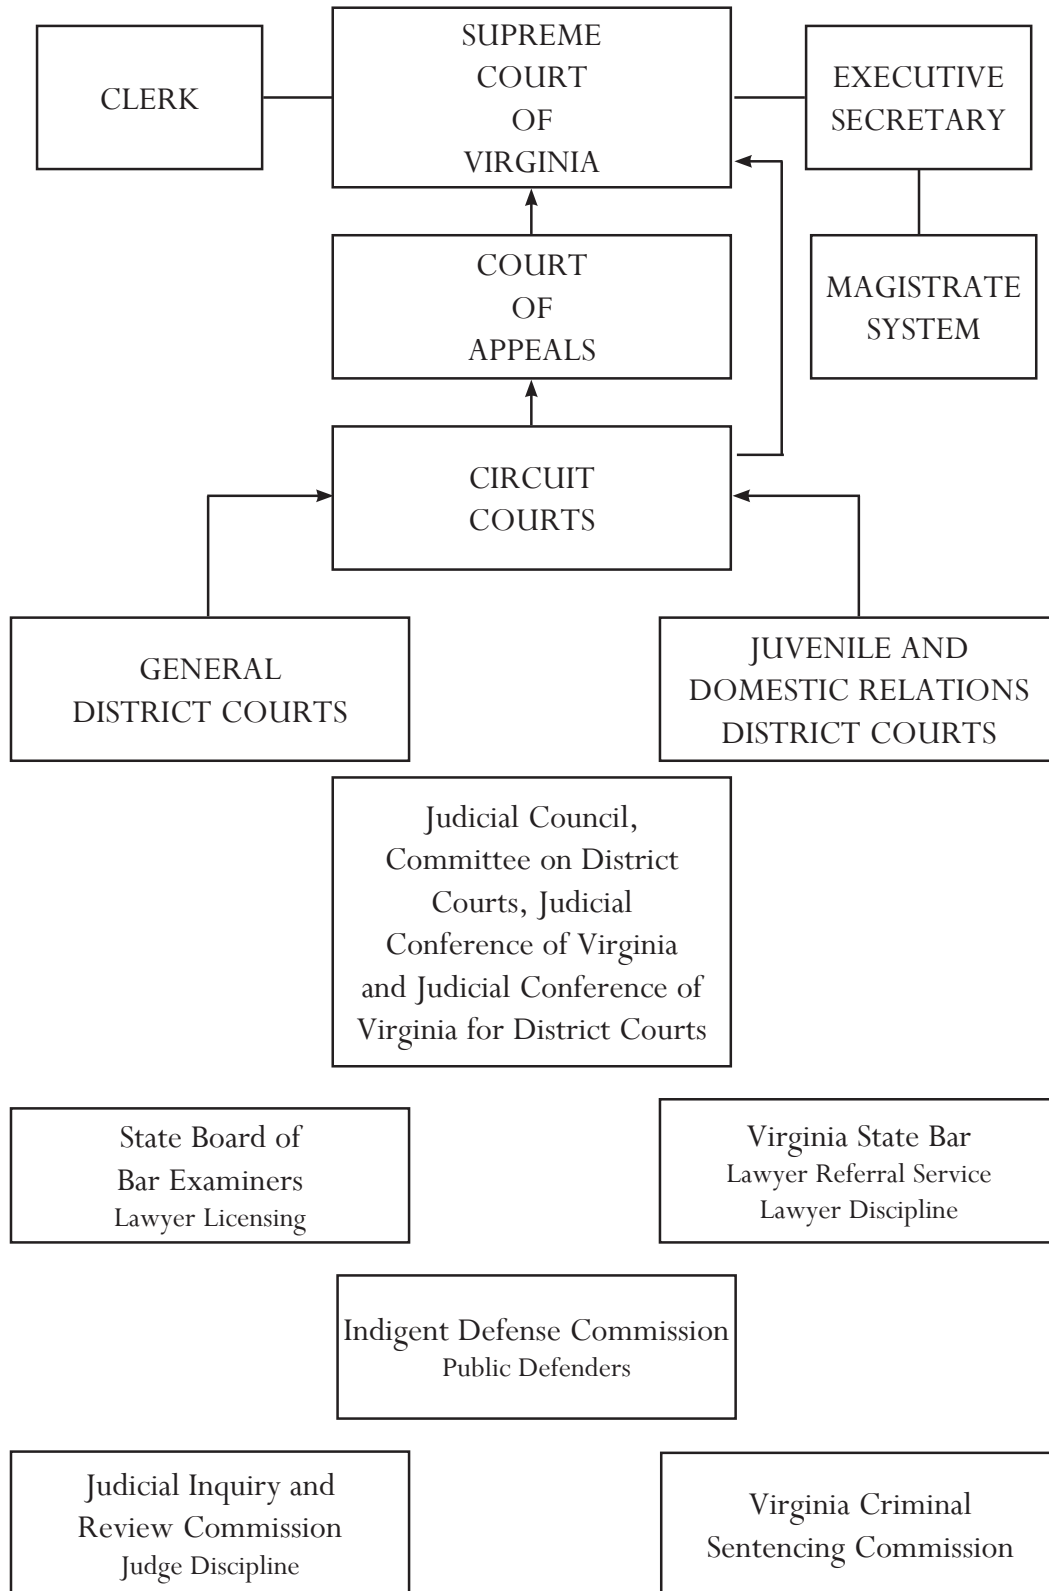 CLERK
SUPREME
COURT
OF
VIRGINIA
EXECUTIVE
SECRETARY
COURT
OF
APPEALS
MAGISTRATE
SYSTEM
CIRCUIT
COURTS
GENERAL
DISTRICT COURTS
JUVENILE AND
DOMESTIC RELATIONS
DISTRICT COURTS
Judicial Council,
Committee on District
Courts, Judicial
Conference of Virginia
and Judicial Conference of
Virginia for District Courts
State Board of
Bar Examiners
Lawyer Licensing
Virginia State Bar
Lawyer Referral Service
Lawyer Discipline
Indigent Defense Commission
Public Defenders
Judicial Inquiry and
Review Commission
Judge Discipline
Virginia Criminal
Sentencing Commission